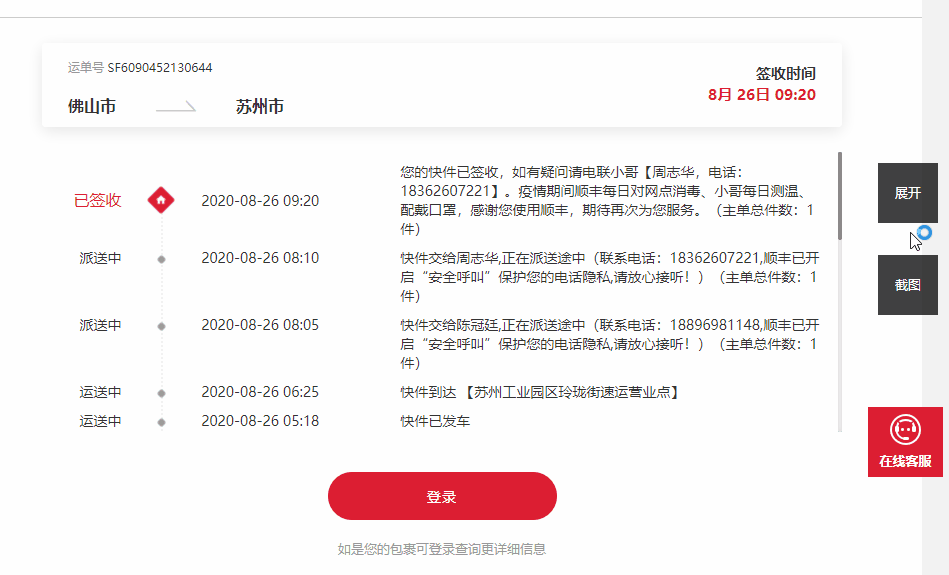 运单号 SF6090452130644
签收时间
佛山市
苏州市
8月 26日 09:20
已签收
2020-08-26 09:20
您的快件已签收，如有疑问请电联小哥【周志华，电话：
18362607221】。疫情期间顺丰每日对网点消毒、小哥每日测温、
配戴口罩，感谢您使用顺丰，期待再次为您服务。（主单总件数：1
件）
派送中
2020-08-26 08:10
快件交给周志华,正在派送途中（联系电话：18362607221,顺丰已开
启“安全呼叫”保护您的电话隐私,请放心接听！）（主单总件数：1
件）
派送中
2020-08-26 08:05
快件交给陈冠廷,正在派送途中（联系电话：18896981148,顺丰已开
启“安全呼叫”保护您的电话隐私,请放心接听！）（主单总件数：1
件）
运送中
2020-08-26 06:25
快件到达 【苏州工业园区玲珑街速运营业点】
运送中
2020-08-26 05:18
快件已发车
登录
如是您的包裹可登录查询更详细信息
展开
截图
在线客服